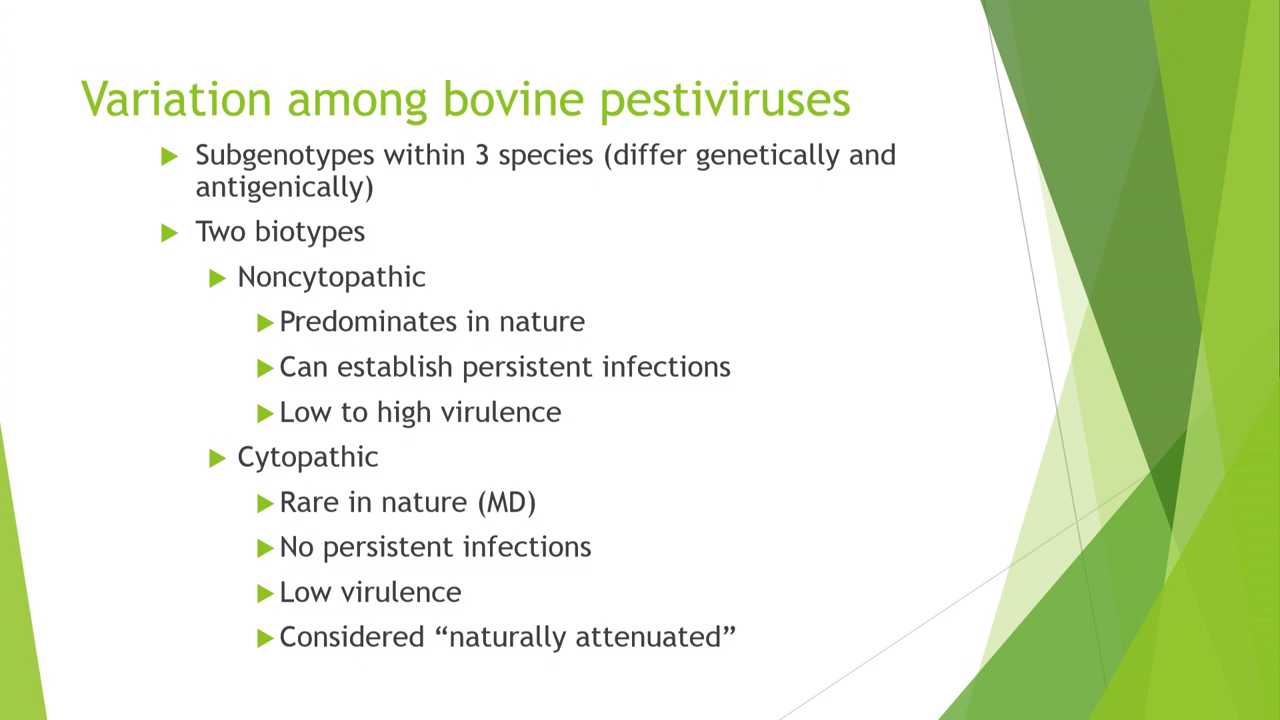 Variation among bovine pestiviruses
Subgenotypes within 3 species (differ genetically and
antigenically)
Two biotypes
Noncytopathic
Predominates in nature
Can establish persistent infections
Low to high virulence
Cytopathic
Rare in nature (MD)
No persistent infections
Low virulence
Considered “naturally attenuated”